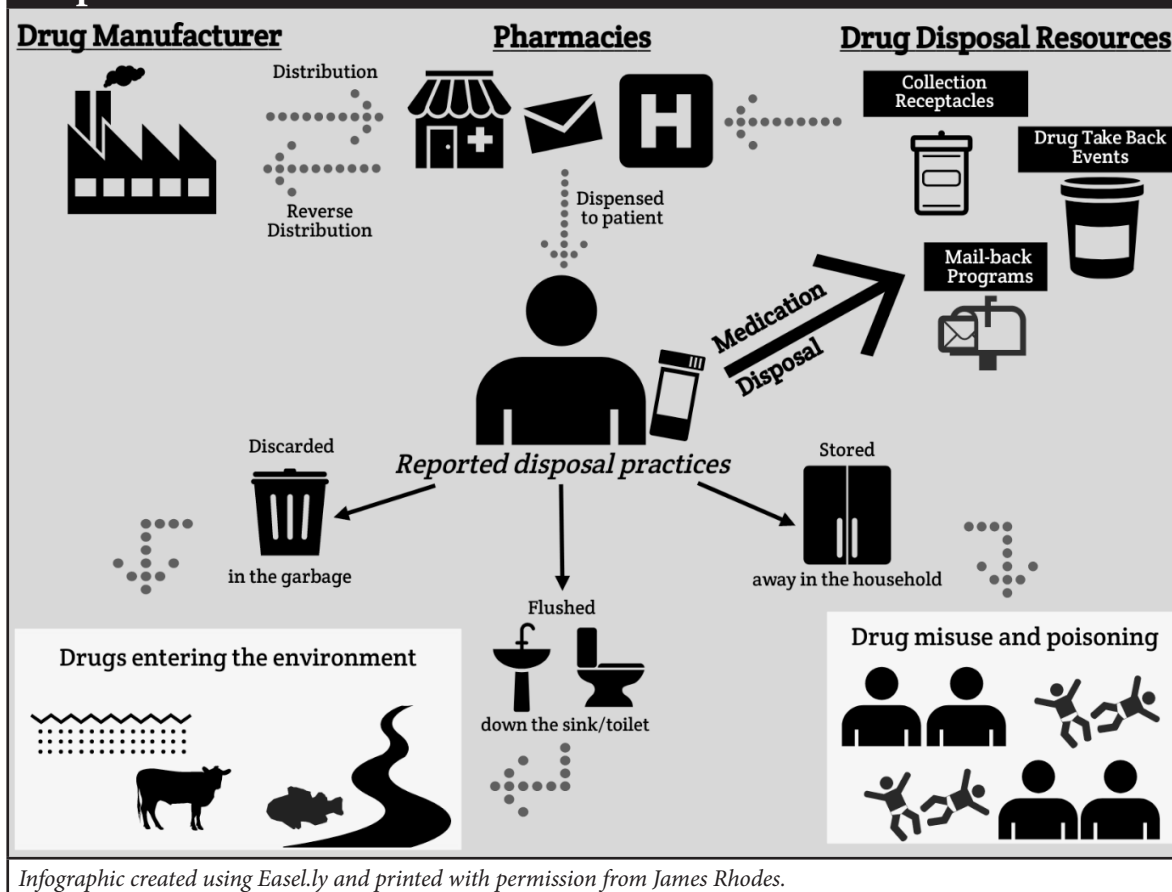 Drug Manufacturer
Pharmacies
Drug Disposal Resources
Distribution
Reverse
Distribution
Dispensed
to patient
Collection
Receptacles
Drug Take Back
Events
Mail-back
Programs
Medication
Disposal
Reported disposal practices
Discarded
in the garbage
Flushed
down the sink/toilet
Stored
away in the household
Drugs entering the environment
Drug misuse and poisoning
Infographic created using Easel.ly and printed with permission from James Rhodes.